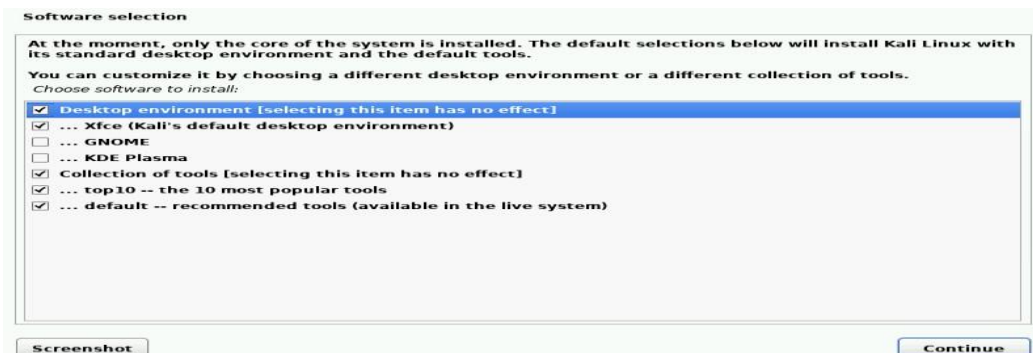 Software selection
At the moment, only the core of the system is installed. The default selections below will install Kali Linux with
its standard desktop environment and the default tools.
You can customize it by choosing a different desktop environment or a different collection of tools.
Choose software to install:
Desktop environment [selecting this item has no effect]
... Xfce (Kali's default desktop environment)
... GNOME
... KDE Plasma
Collection of tools [selecting this item has no effect]
... top10 -- the 10 most popular tools
... default -- recommended tools (available in the live system)
Screenshot
Continue